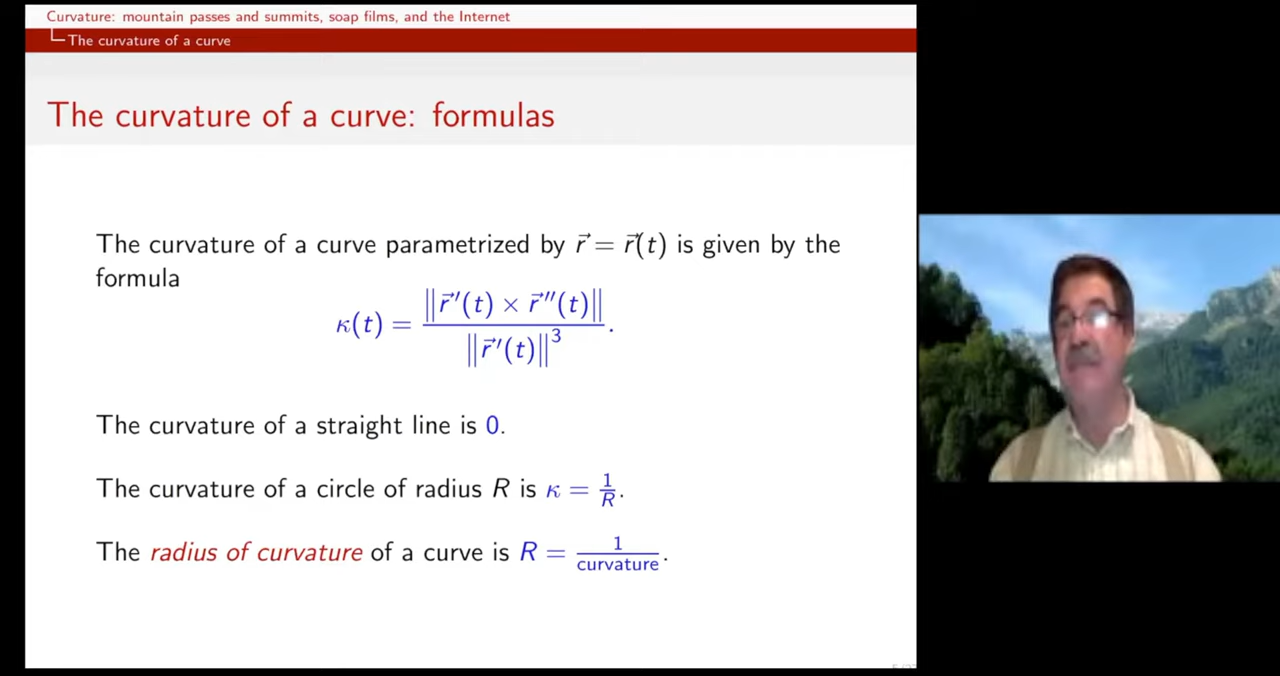 Curvature: mountain passes and summits, soap films, and the Internet
The curvature of a curve
The curvature of a curve: formulas
The curvature of a curve parametrized by r⃗ = r⃗(t) is given by the
formula
κ(t) = ‖r⃗ ′(t) × r⃗ ″(t)‖ / ‖r⃗ ′(t)‖³.
The curvature of a straight line is 0.
The curvature of a circle of radius R is κ = 1/R.
The radius of curvature of a curve is R = 1/curvature.